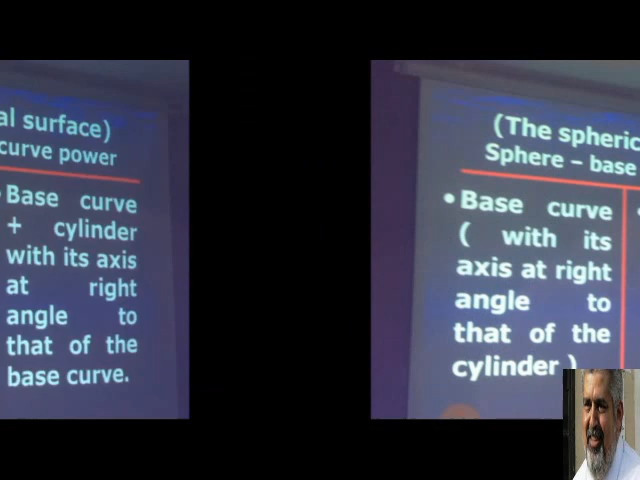 al surface)
curve power
Base curve
+ cylinder
with its axis
at right
angle to
that of the
base curve.
(The spheric
Sphere – base
• Base curve
( with its
axis at right
angle to
that of the
cylinder )